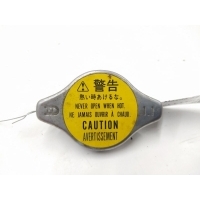 警告
熱い時あけるな。
NEVER OPEN WHEN HOT.
NE JAMAIS OUVRIR A CHAUD
CAUTION
AVERTISSEMENT